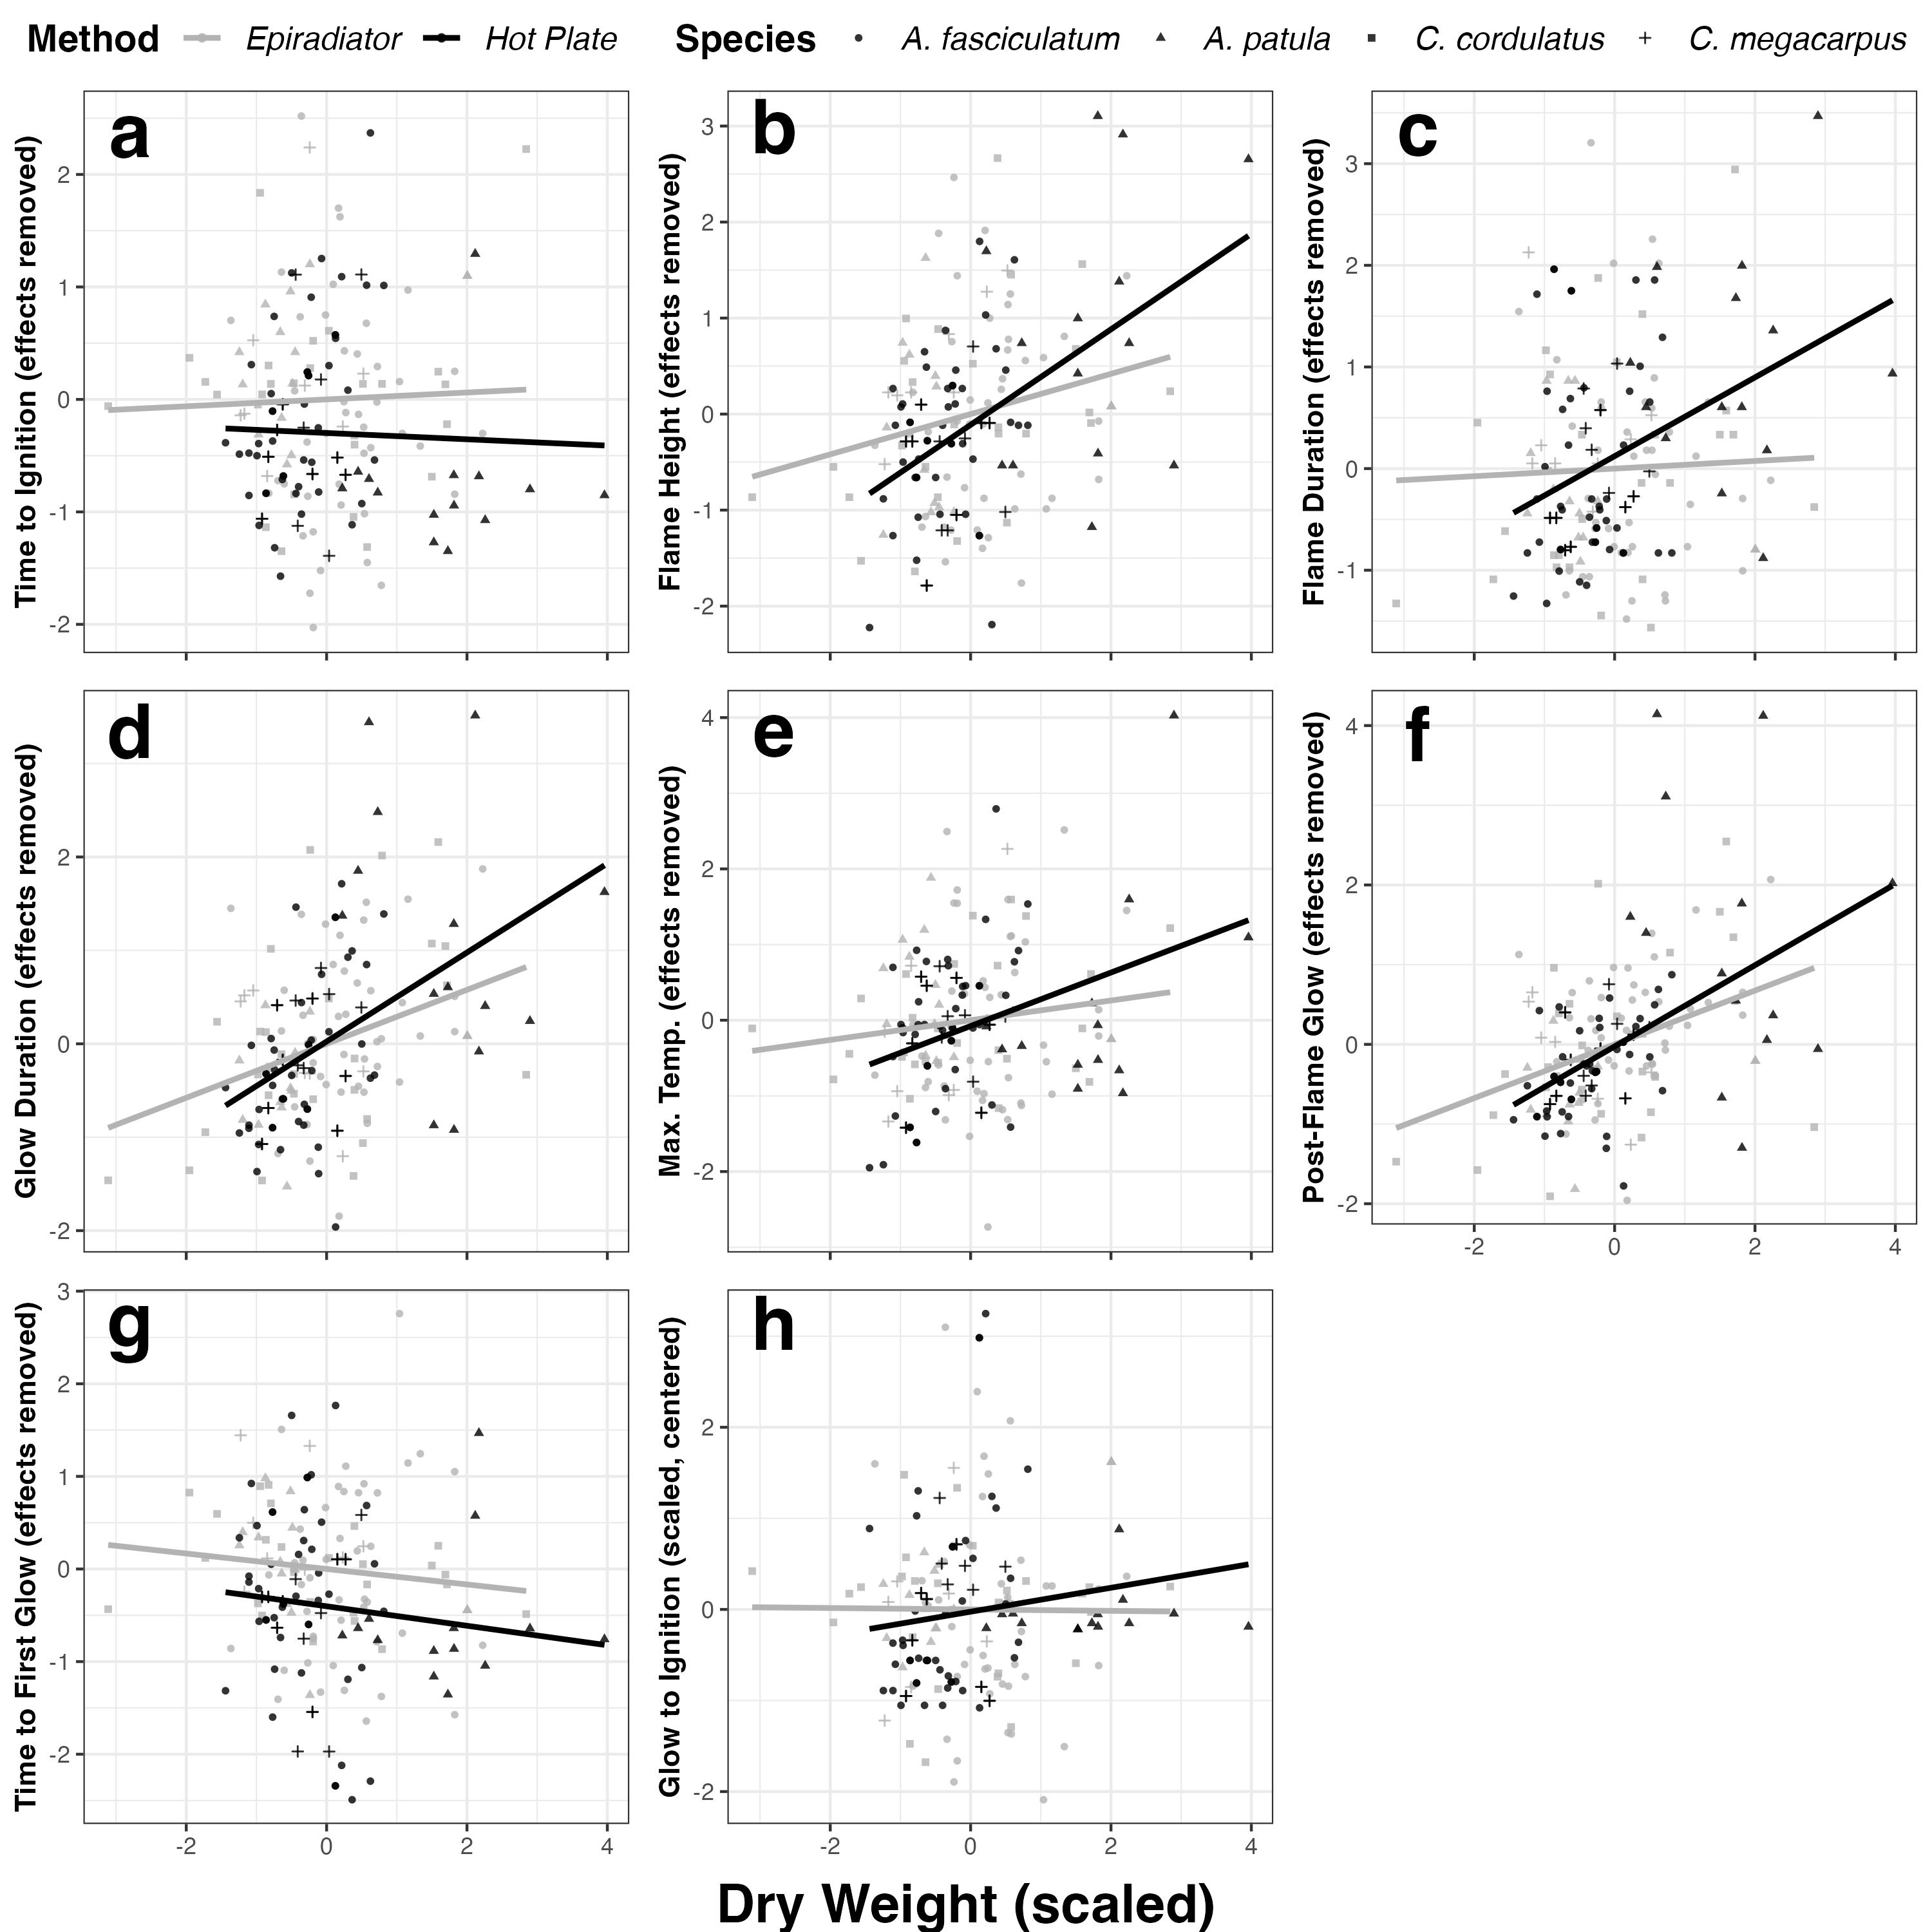 Method Epiradiator Hot Plate Species A. fasciculatum A. patula C. cordulatus C. megacarpus
a
Time to Ignition (effects removed)
2
1
0
-1
-2
b
Flame Height (effects removed)
3
2
1
0
-1
-2
c
Flame Duration (effects removed)
3
2
1
0
-1
d
Glow Duration (effects removed)
2
0
-2
e
Max. Temp. (effects removed)
4
2
0
-2
f
Post-Flame Glow (effects removed)
4
2
0
-2
-2 0 2 4
g
Time to First Glow (effects removed)
3
2
1
0
-1
-2
-2 0 2 4
h
Glow to Ignition (scaled, centered)
2
0
-2
-2 0 2 4
Dry Weight (scaled)